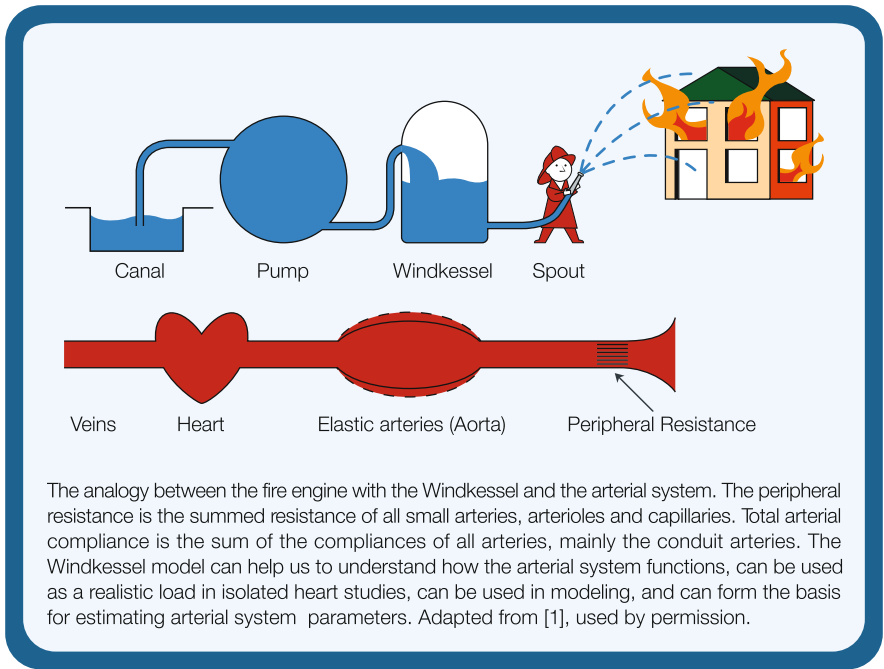 Canal
Pump
Windkessel
Spout
Veins
Heart
Elastic arteries (Aorta)
Peripheral Resistance
The analogy between the fire engine with the Windkessel and the arterial system. The peripheral
resistance is the summed resistance of all small arteries, arterioles and capillaries. Total arterial
compliance is the sum of the compliances of all arteries, mainly the conduit arteries. The
Windkessel model can help us to understand how the arterial system functions, can be used
as a realistic load in isolated heart studies, can be used in modeling, and can form the basis
for estimating arterial system  parameters. Adapted from [1], used by permission.